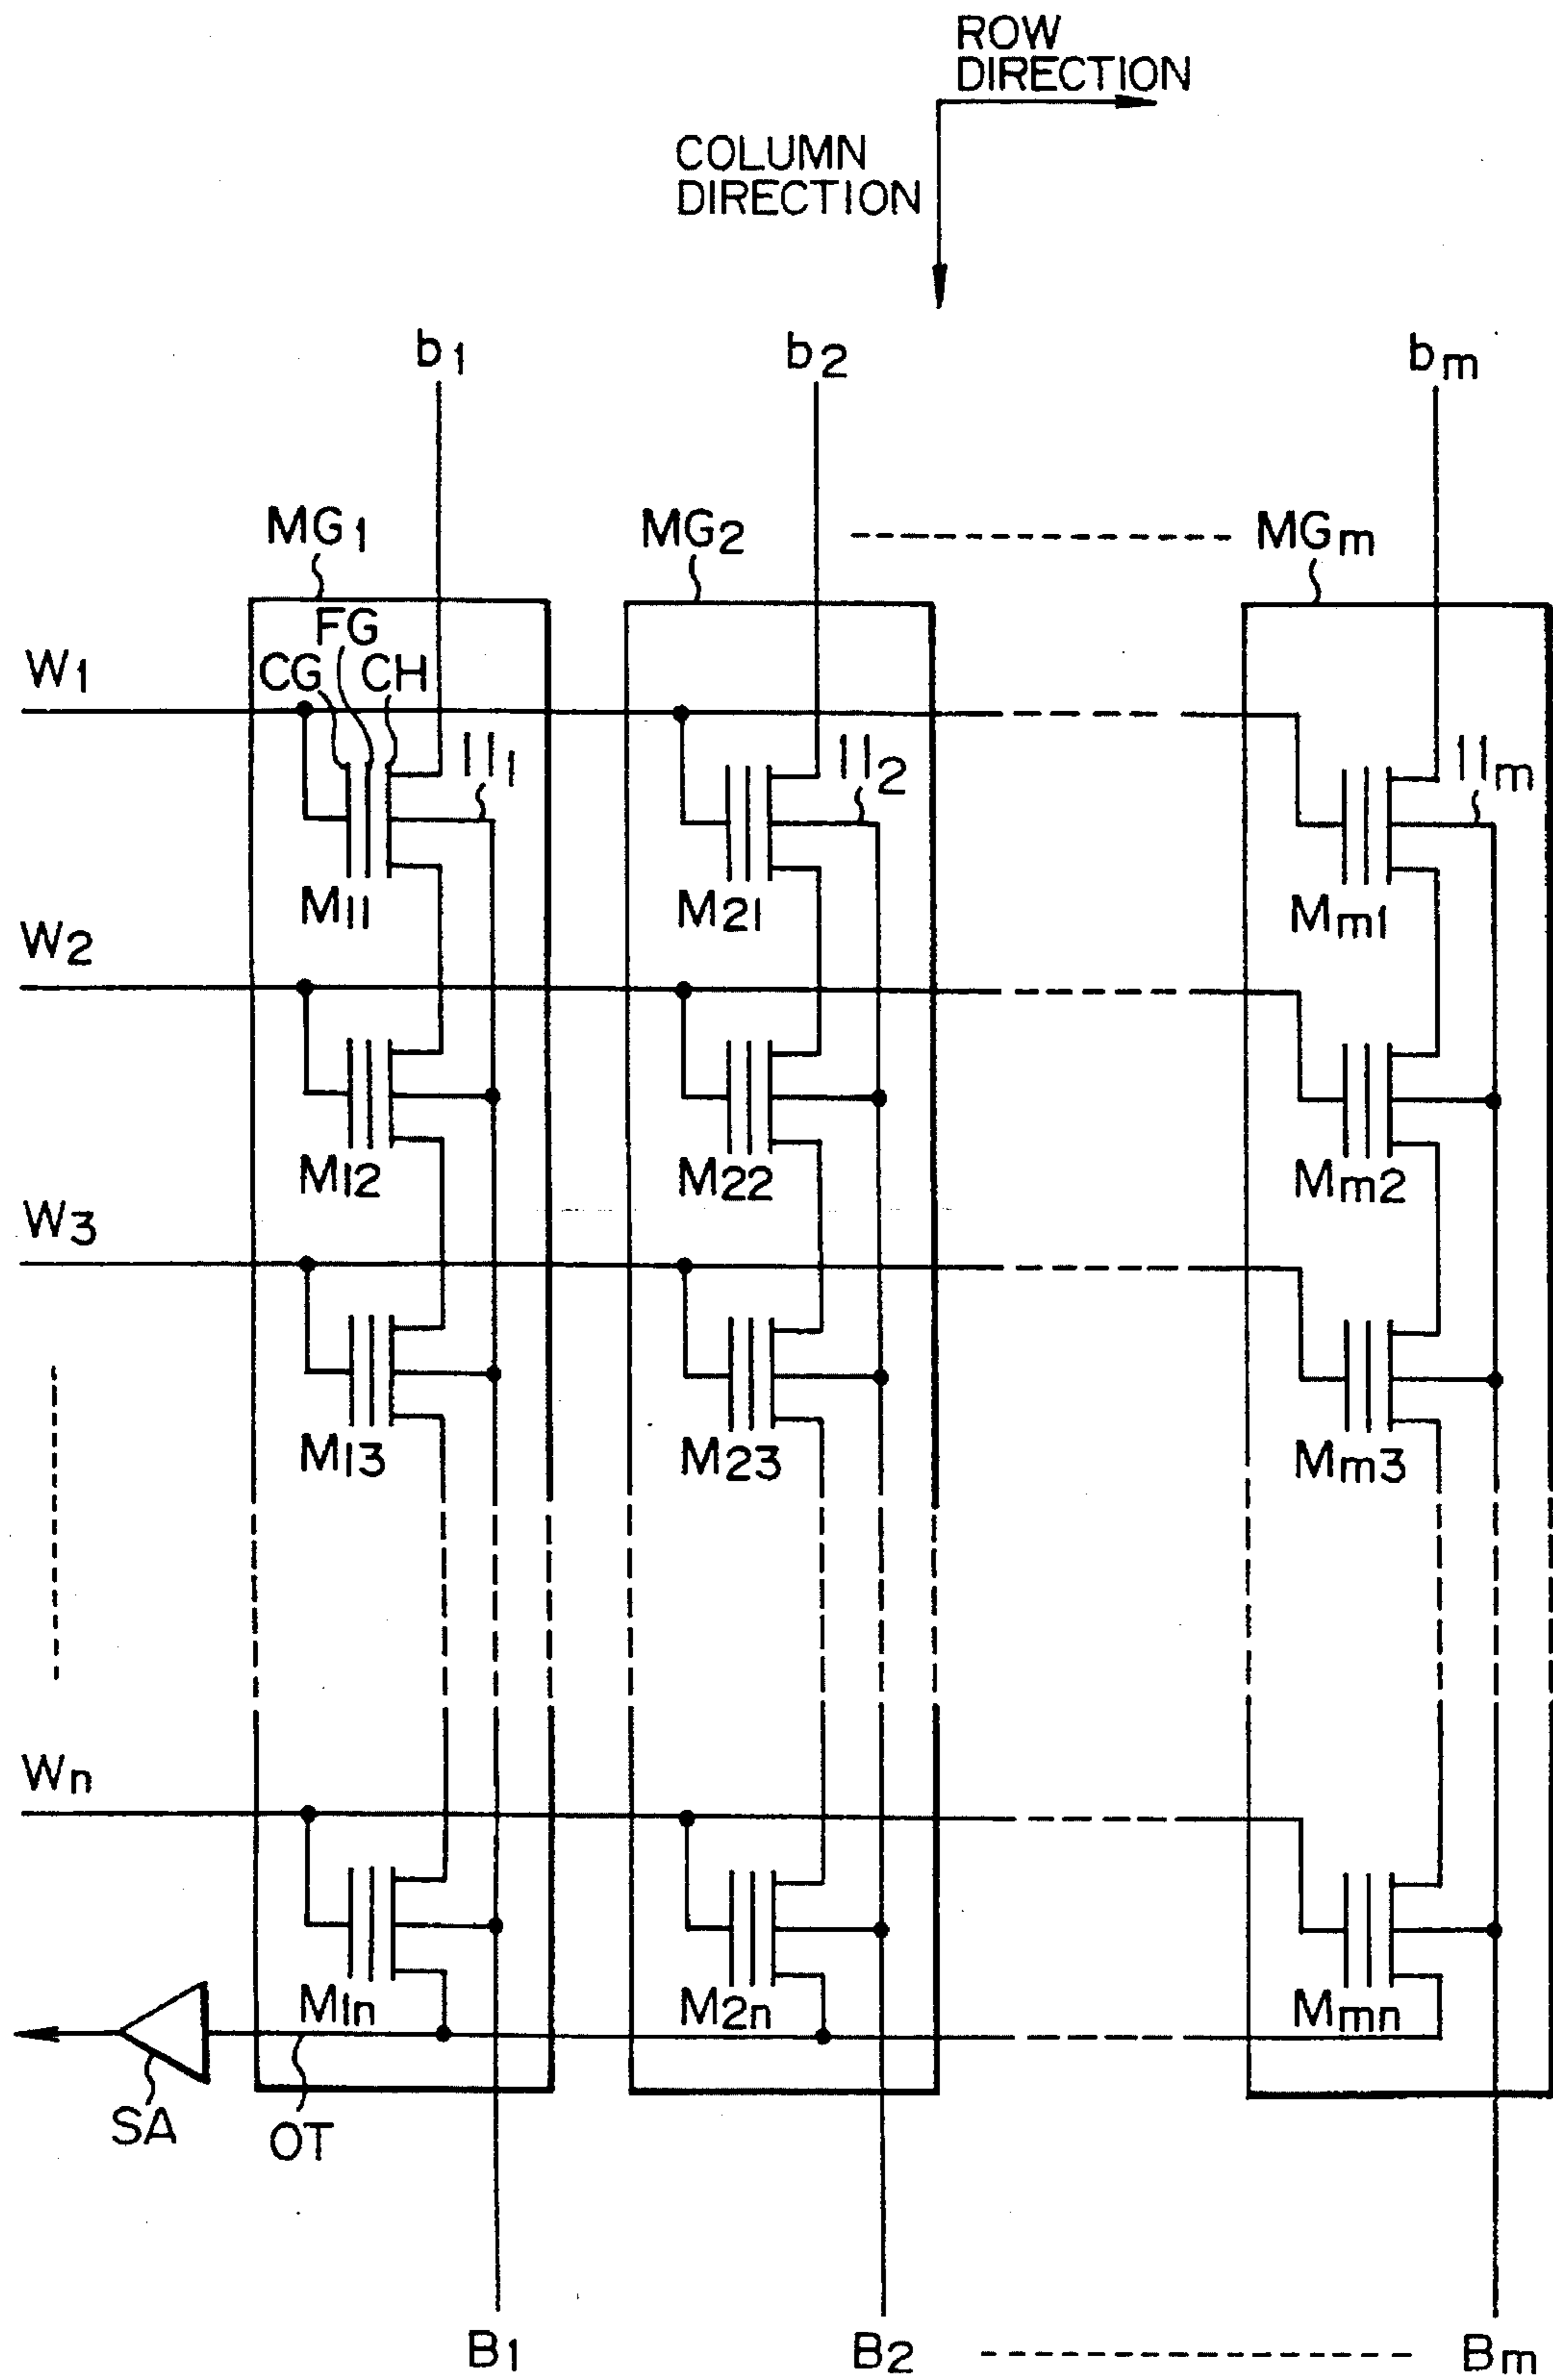 ROW
DIRECTION
COLUMN
DIRECTION
b1
b2
bm
MG1
MG2
MGm
FG
CG
CH
W1
111
112
11m
M11
M21
Mm1
W2
M12
M22
Mm2
W3
M13
M23
Mm3
Wn
M1n
M2n
Mmn
SA
OT
B1
B2
Bm